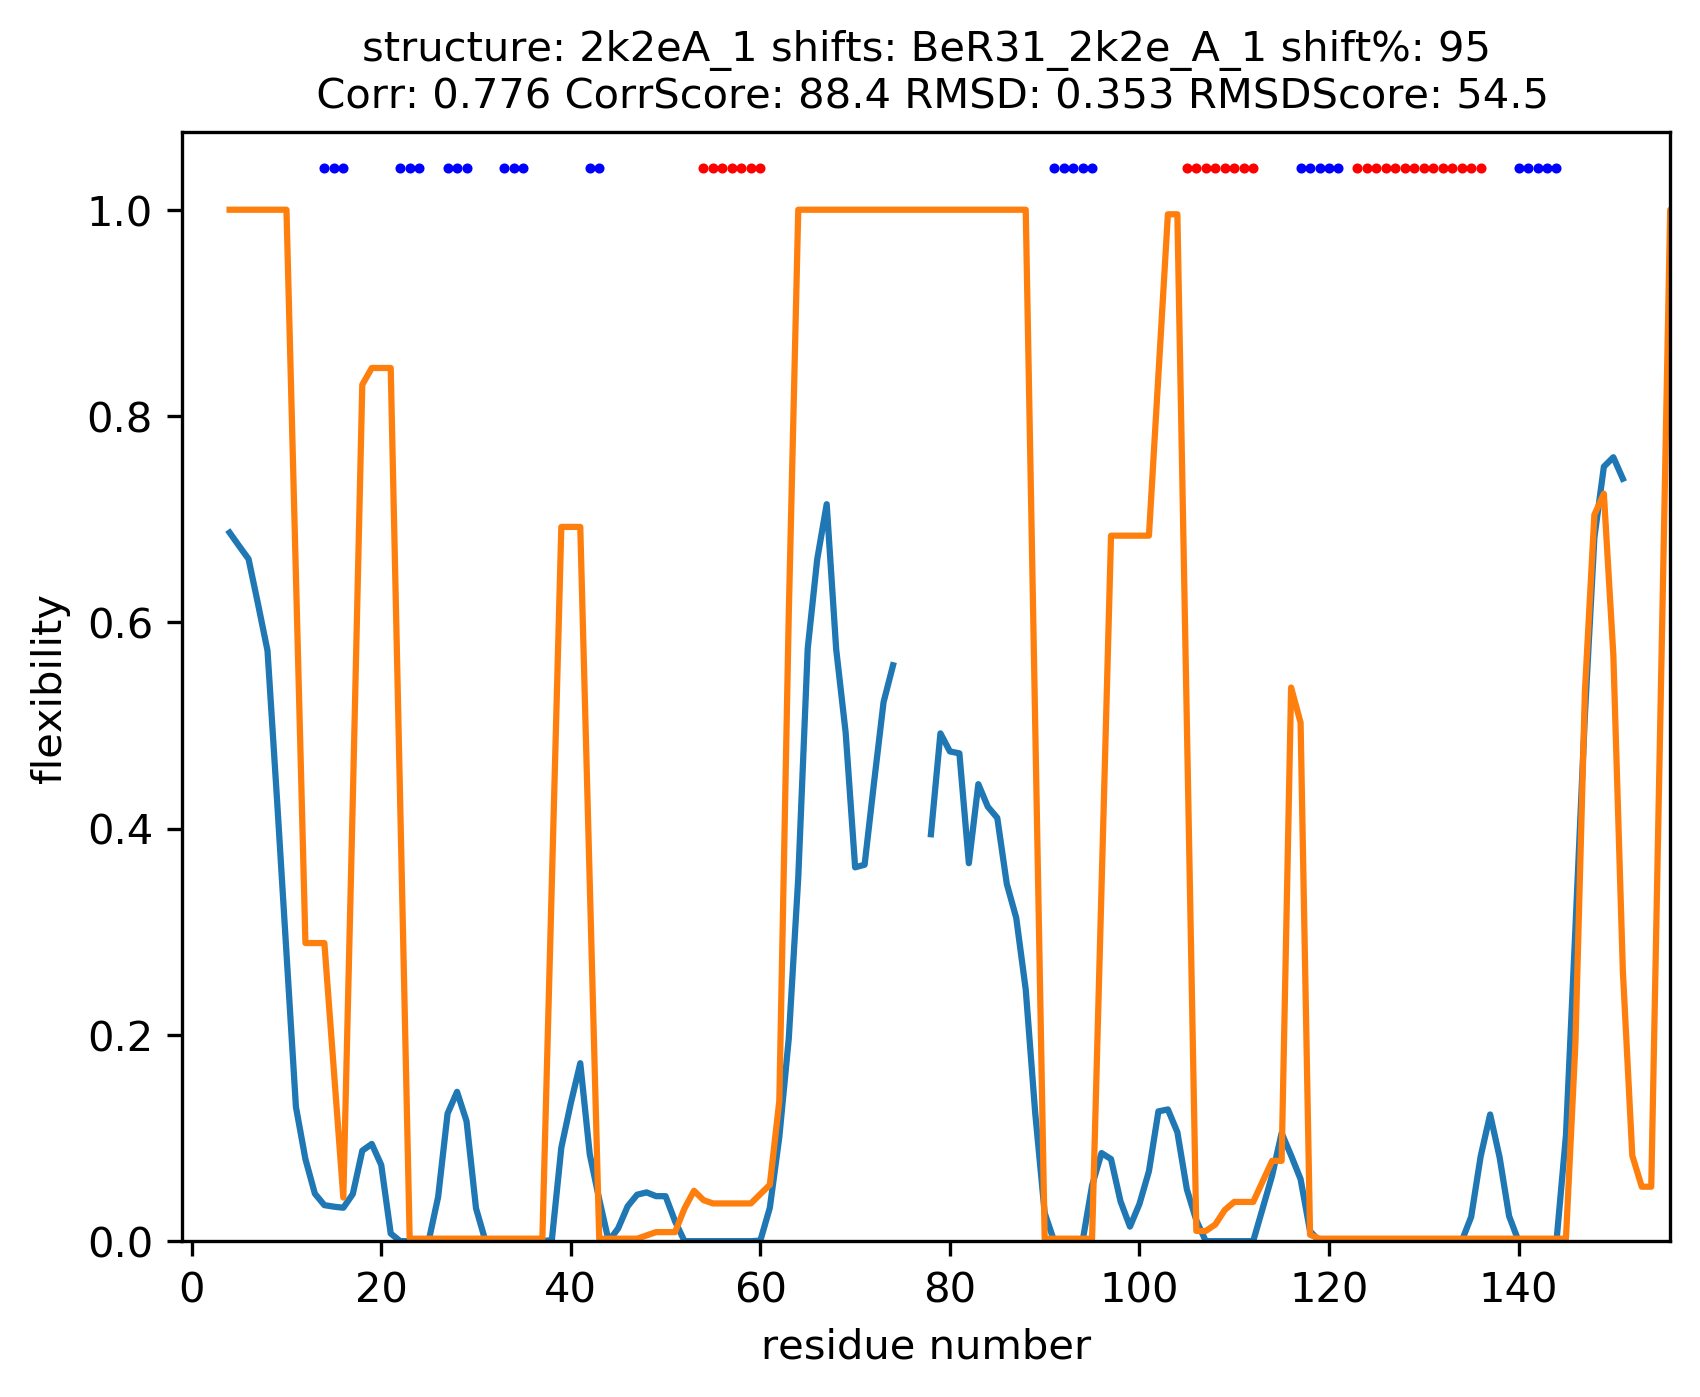 structure: 2k2eA_1 shifts: BeR31_2k2e_A_1 shift%: 95
Corr: 0.776 CorrScore: 88.4 RMSD: 0.353 RMSDScore: 54.5
1.0
0.8
0.6
0.4
0.2
0.0
flexibility
0 20 40 60 80 100 120 140
residue number